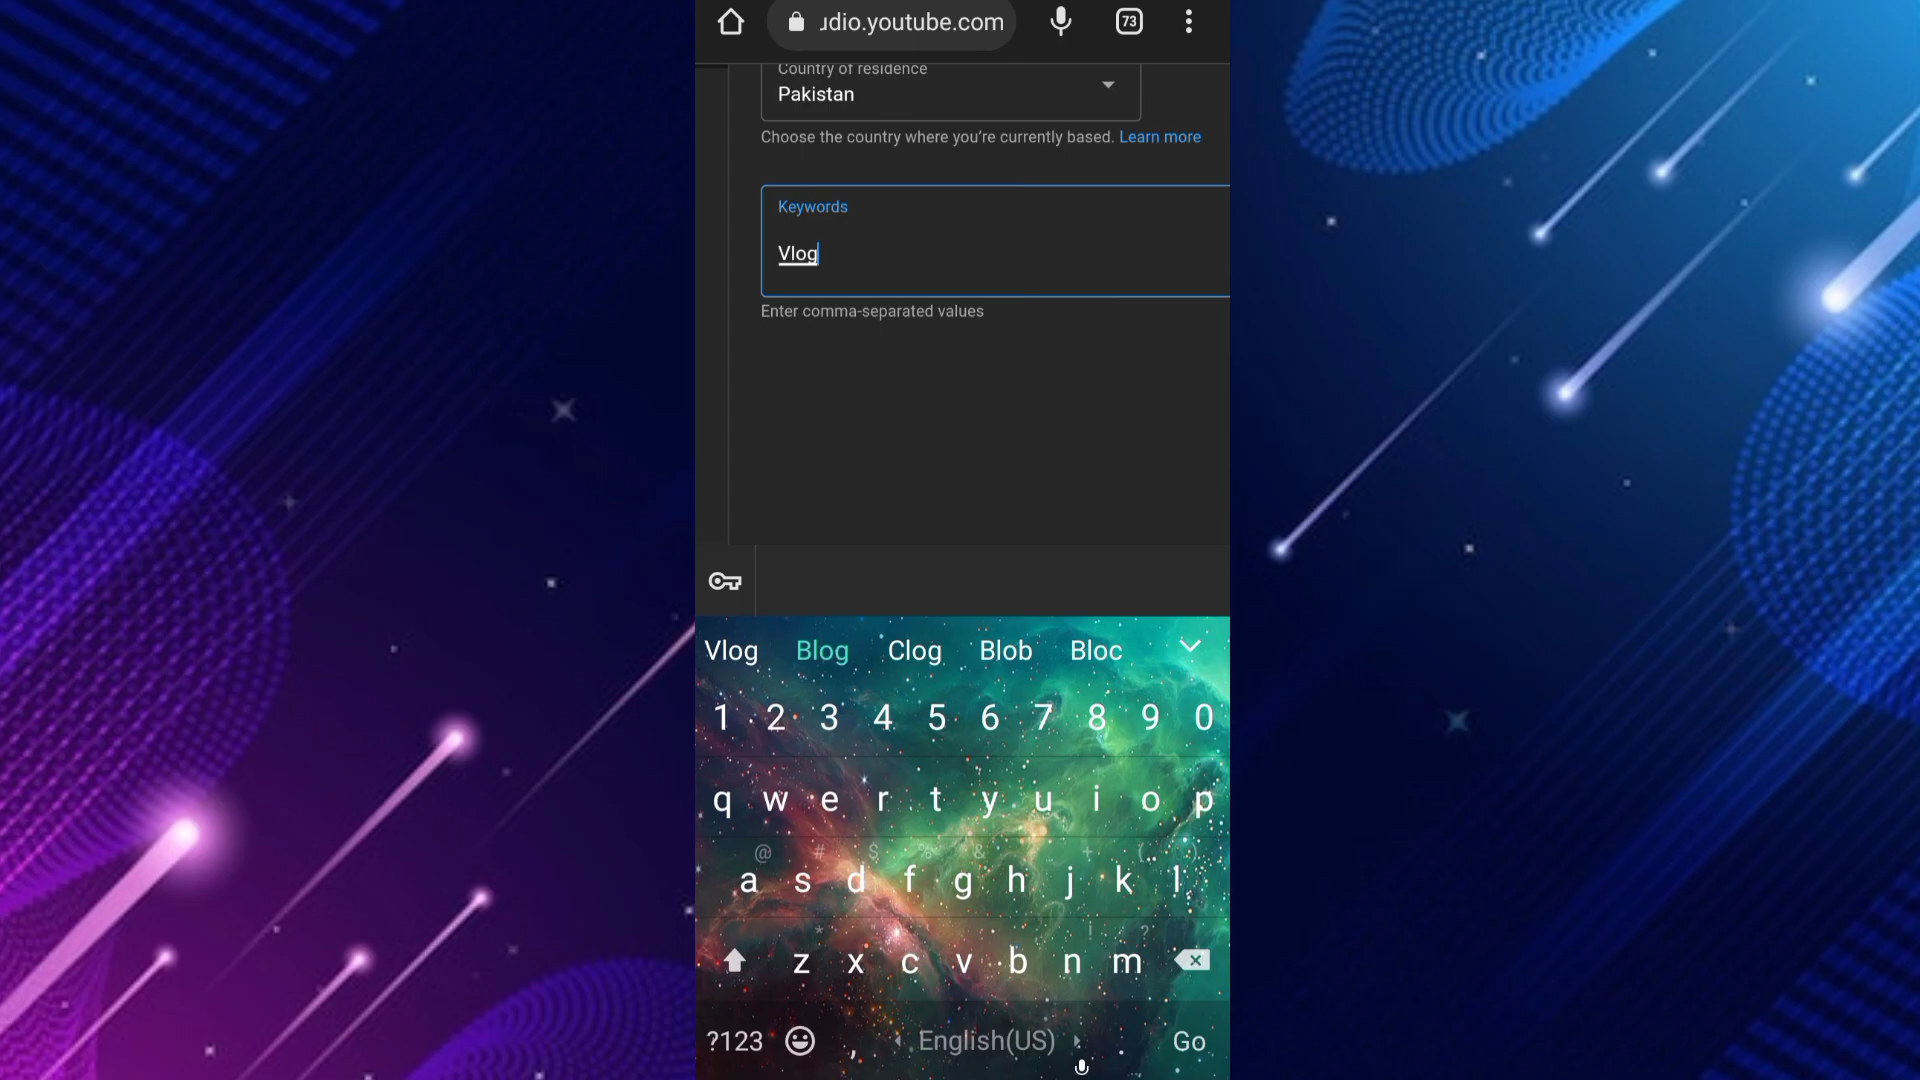 udio.youtube.com 73
Country of residence
Pakistan
Choose the country where you're currently based. Learn more
Keywords
Vlog
Enter comma-separated values
Vlog Blog Clog Blob Bloc
1 2 3 4 5 6 7 8 9 0
q w e r t y u i o p
@ # $ % & + ( )
a s d f g h j k l
* ! ?
z x c v b n m
?123 , English(US) . Go